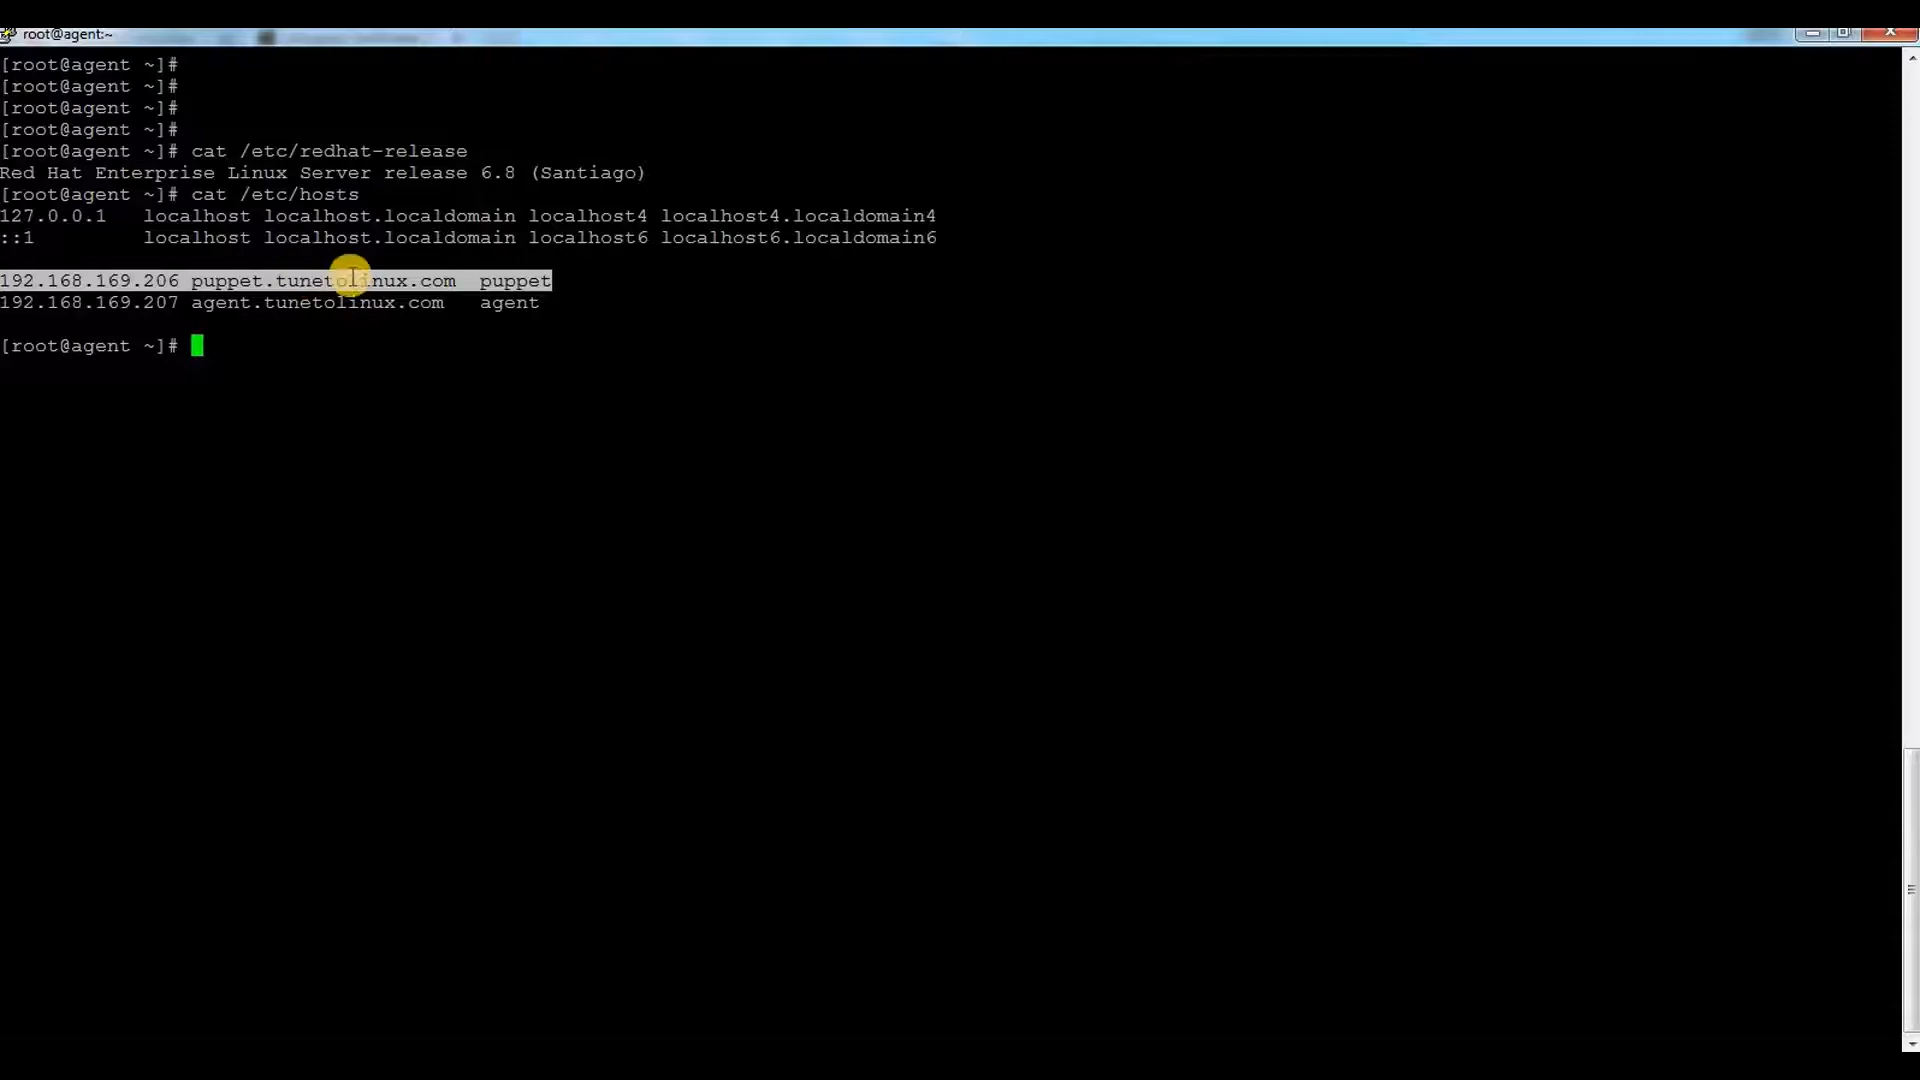 root@agent:~
[root@agent ~]#
[root@agent ~]#
[root@agent ~]#
[root@agent ~]#
[root@agent ~]# cat /etc/redhat-release
Red Hat Enterprise Linux Server release 6.8 (Santiago)
[root@agent ~]# cat /etc/hosts
127.0.0.1   localhost localhost.localdomain localhost4 localhost4.localdomain4
::1         localhost localhost.localdomain localhost6 localhost6.localdomain6
192.168.169.206 puppet.tunetolinux.com  puppet
192.168.169.207 agent.tunetolinux.com   agent
[root@agent ~]#